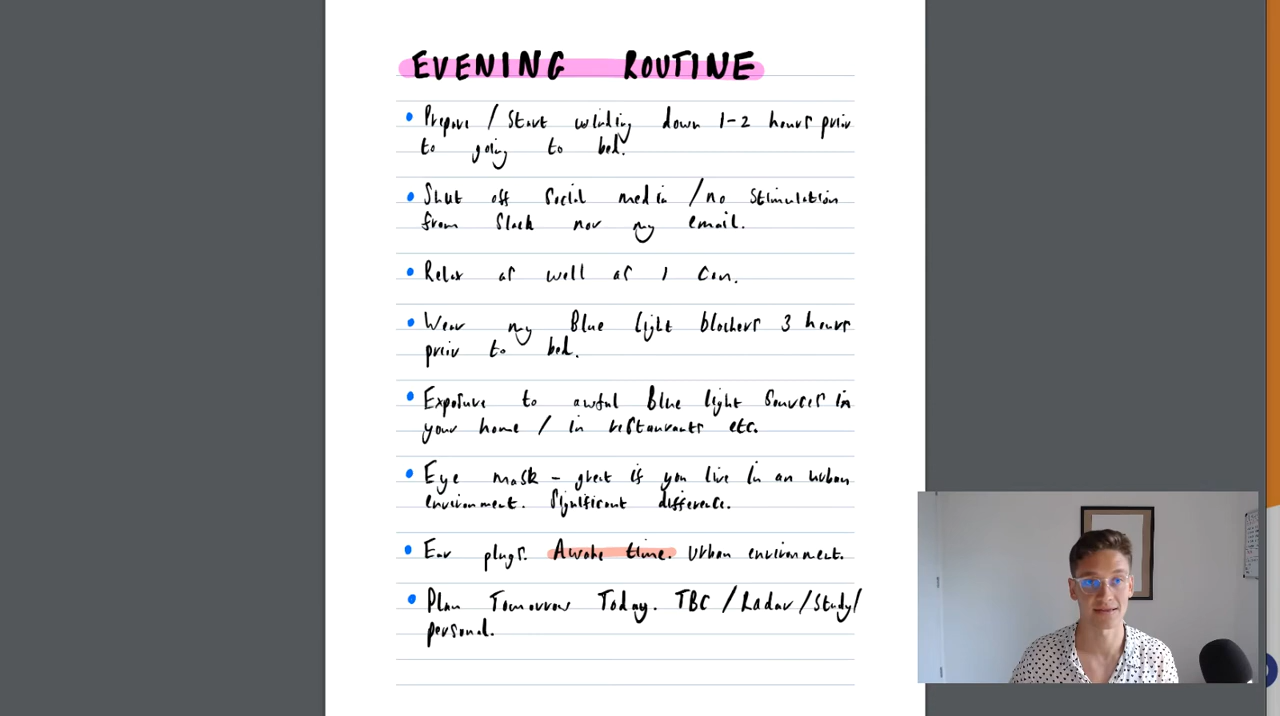 EVENING ROUTINE
• Prepare / Start winding down 1-2 hours prior
to going to bed.
• Shut off social media / no stimulation
from Slack nor my email.
• Relax as well as I can.
• Wear my Blue light blockers 3 hours
prior to bed.
• Exposure to awful Blue light sources in
your home / in restaurants etc.
• Eye mask - great if you live in an urban
environment. Significant difference.
• Ear plugs. Awake time. Urban environment.
• Plan Tomorrow Today. TBC / Radar / Study /
personal.